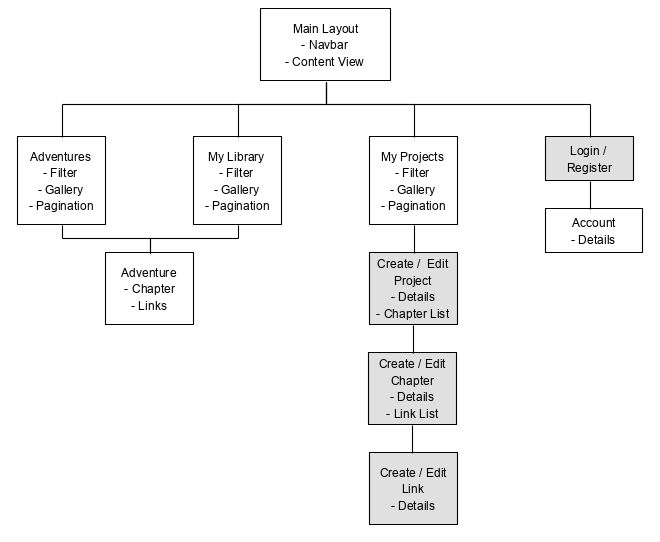 Main Layout
- Navbar
- Content View
Adventures
- Filter
- Gallery
- Pagination
My Library
- Filter
- Gallery
- Pagination
My Projects
- Filter
- Gallery
- Pagination
Login /
Register
Account
- Details
Adventure
- Chapter
- Links
Create / Edit
Project
- Details
- Chapter List
Create / Edit
Chapter
- Details
- Link List
Create / Edit
Link
- Details